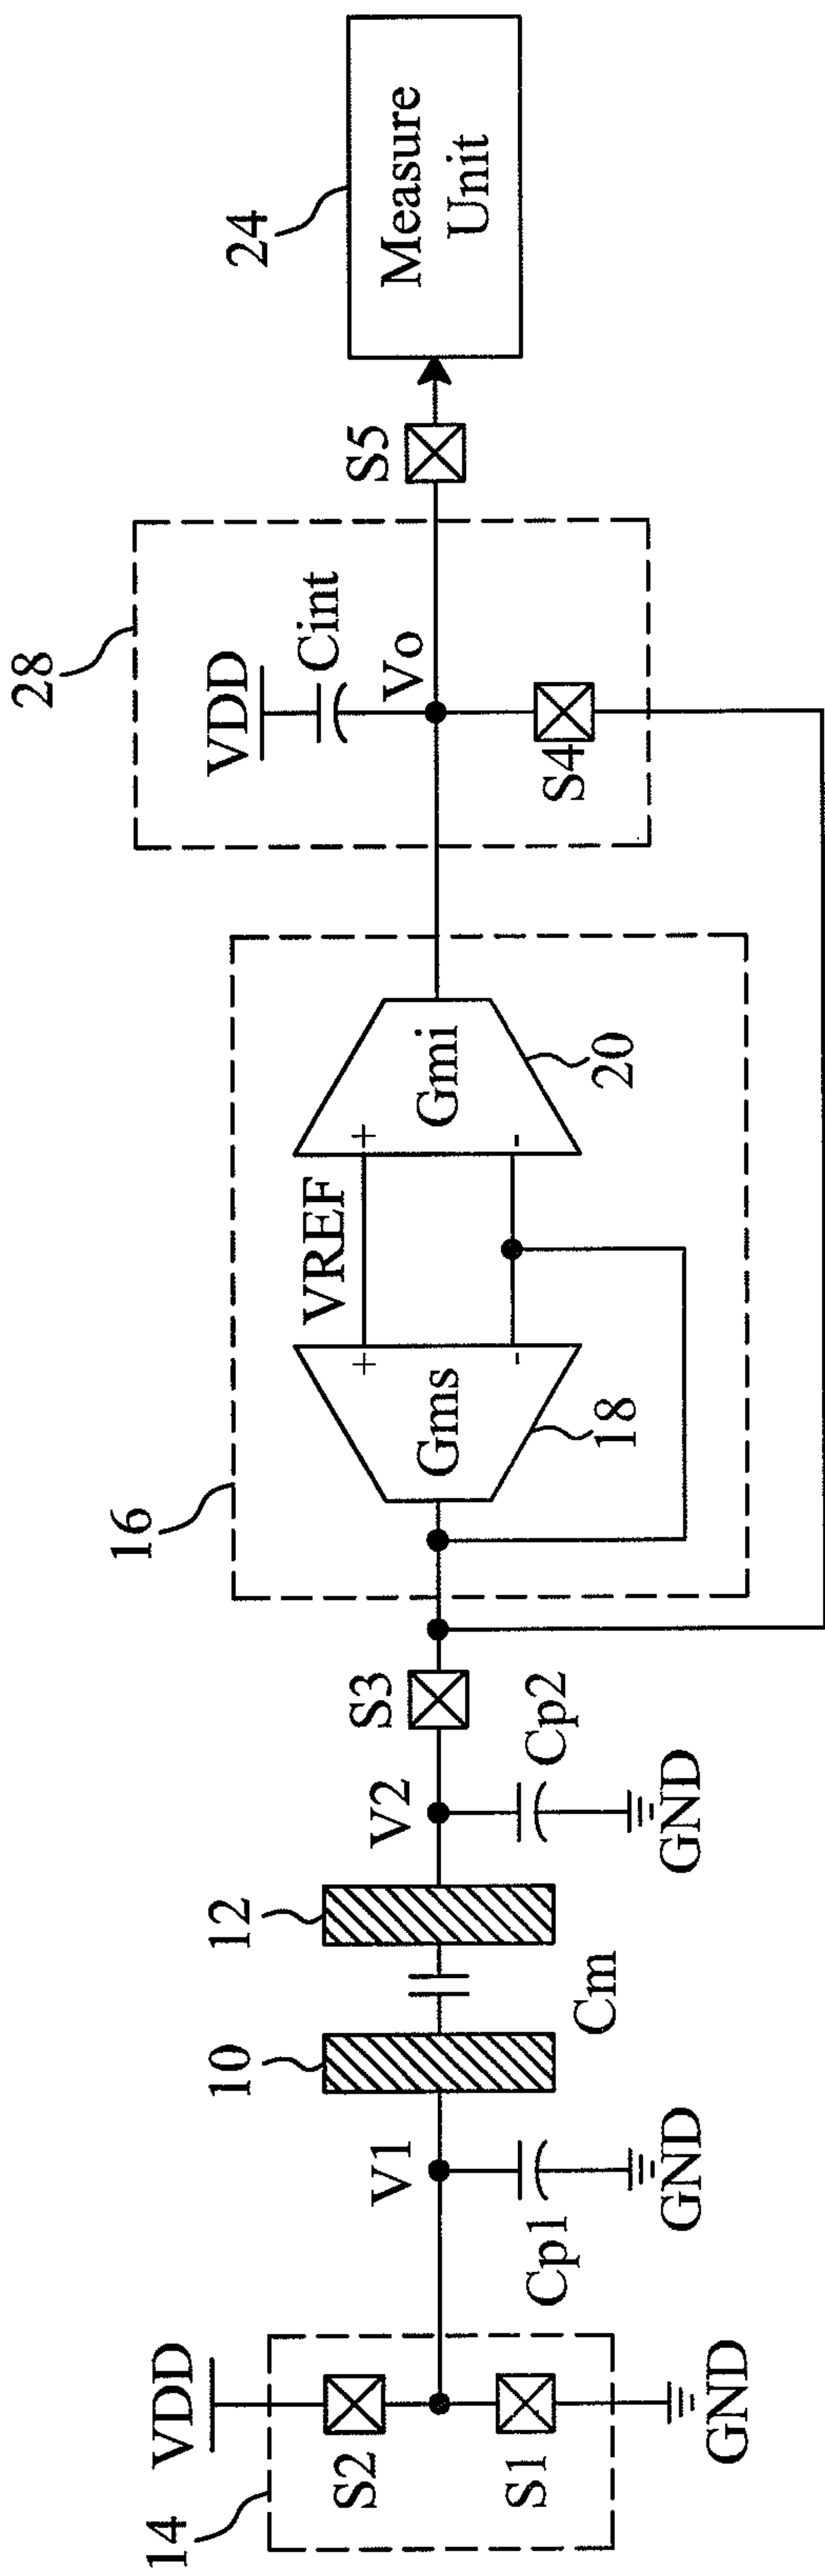 14
VDD
S2
S1
GND
V1
Cp1
GND
10
Cm
12
V2
Cp2
GND
S3
16
Gms
+
-
18
VREF
Gmi
+
-
20
28
VDD
Cint
Vo
S4
S5
24
Measure
Unit